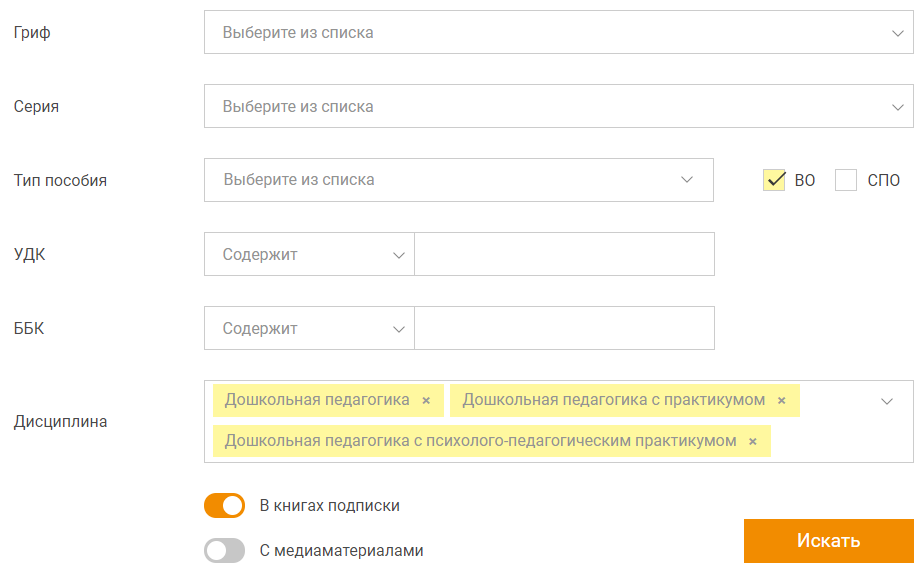 Гриф Выберите из списка
Серия Выберите из списка
Тип пособия Выберите из списка ВО СПО
УДК Содержит
ББК Содержит
Дисциплина
Дошкольная педагогика × Дошкольная педагогика с практикумом ×
Дошкольная педагогика с психолого-педагогическим практикумом ×
В книгах подписки
С медиаматериалами
Искать